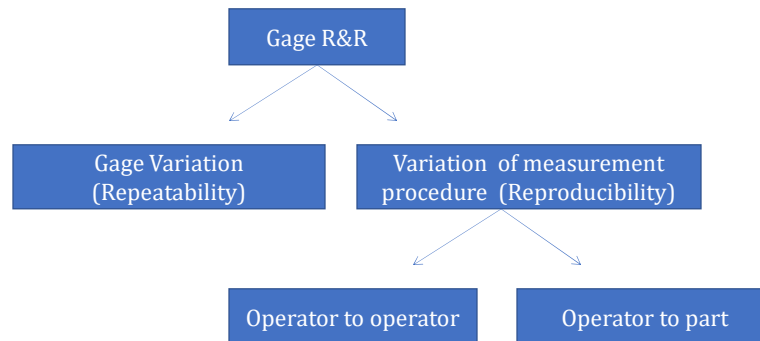 Gage R&R
Gage Variation
(Repeatability)
Variation of measurement
procedure (Reproducibility)
Operator to operator
Operator to part